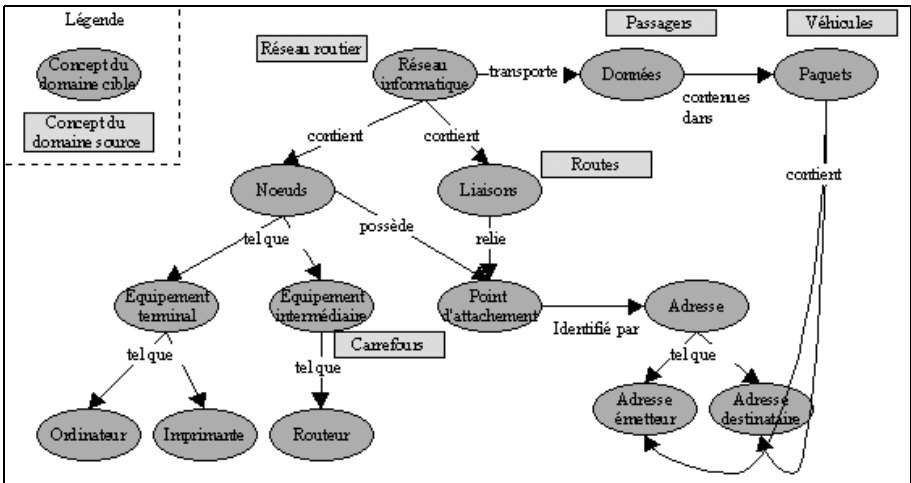 Légende
Concept du
domaine cible
Concept du
domaine source
Réseau routier
Passagers
Véhicules
Réseau
informatique
transporte
Données
contenues
dans
Paquets
contient
contient
contient
Routes
Noeuds
Liaisons
possède
tel que
relie
Equipement
terminal
Equipement
intermédiaire
Point
d'attachement
Identifié par
Adresse
Carrefours
tel que
tel que
tel que
Adresse
émetteur
Adresse
destinataire
Ordinateur
Imprimante
Routeur